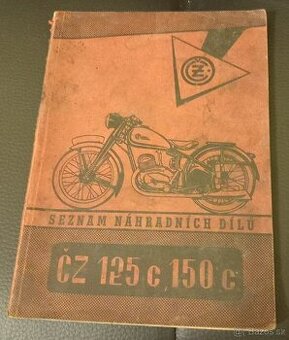 ČZ
SEZNAM NÁHRADNÍCH DÍLŮ
ČZ 125 c, 150 c